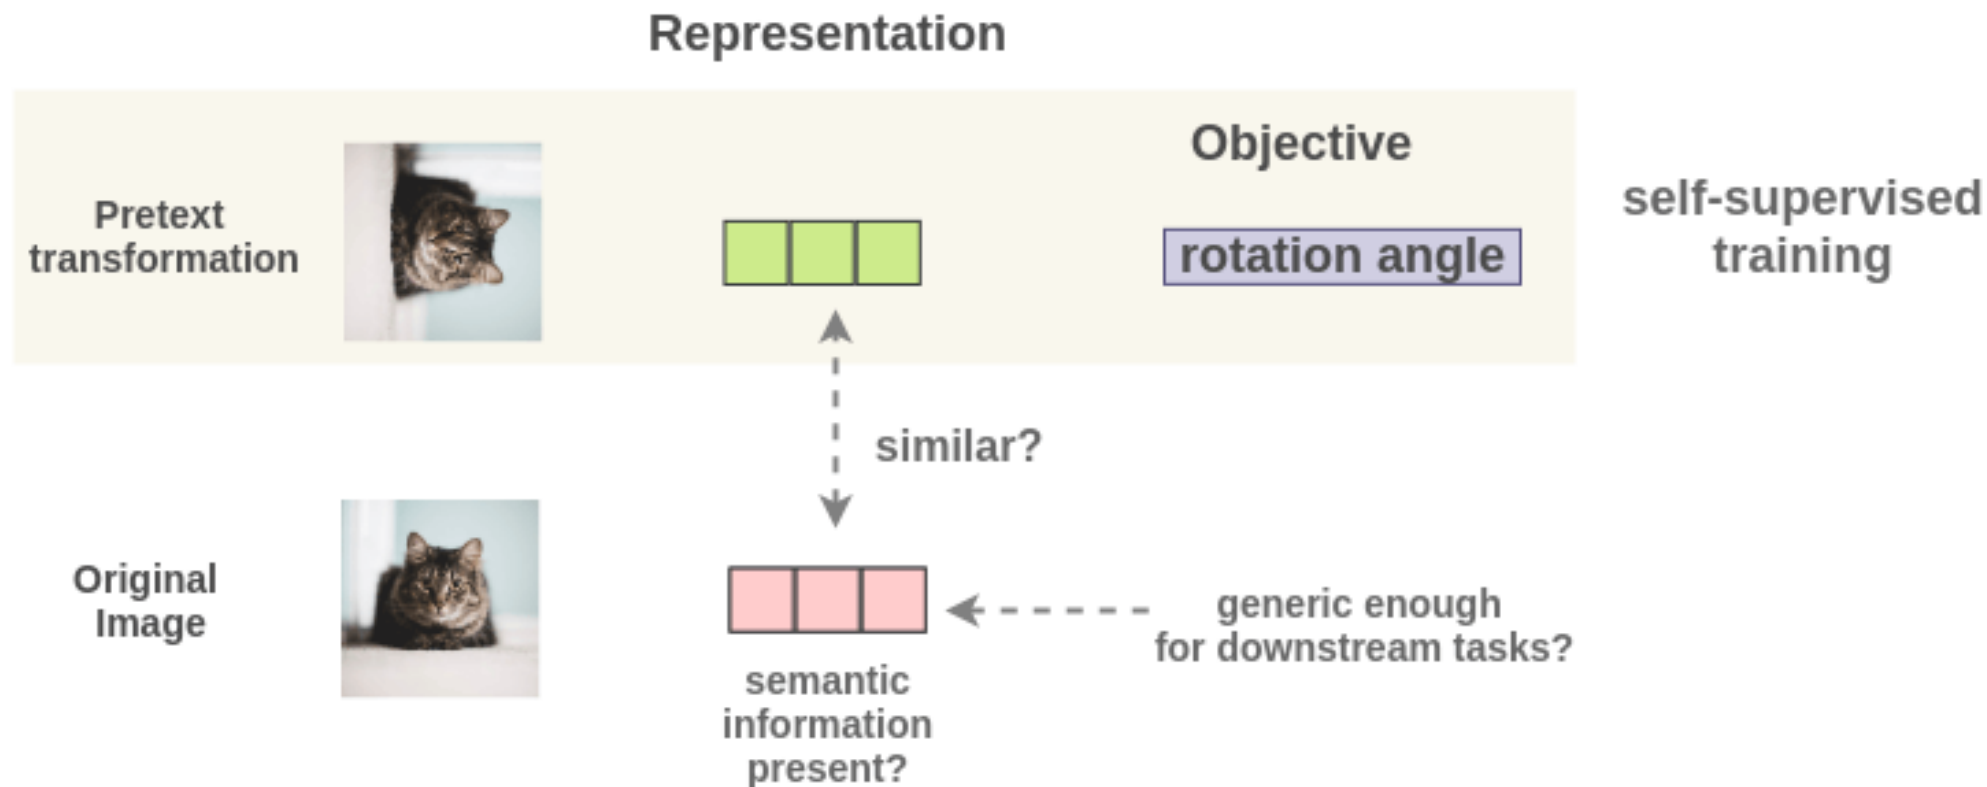 Representation
Objective
Pretext
transformation
rotation angle
self-supervised
training
similar?
Original
Image
generic enough
for downstream tasks?
semantic
information
present?